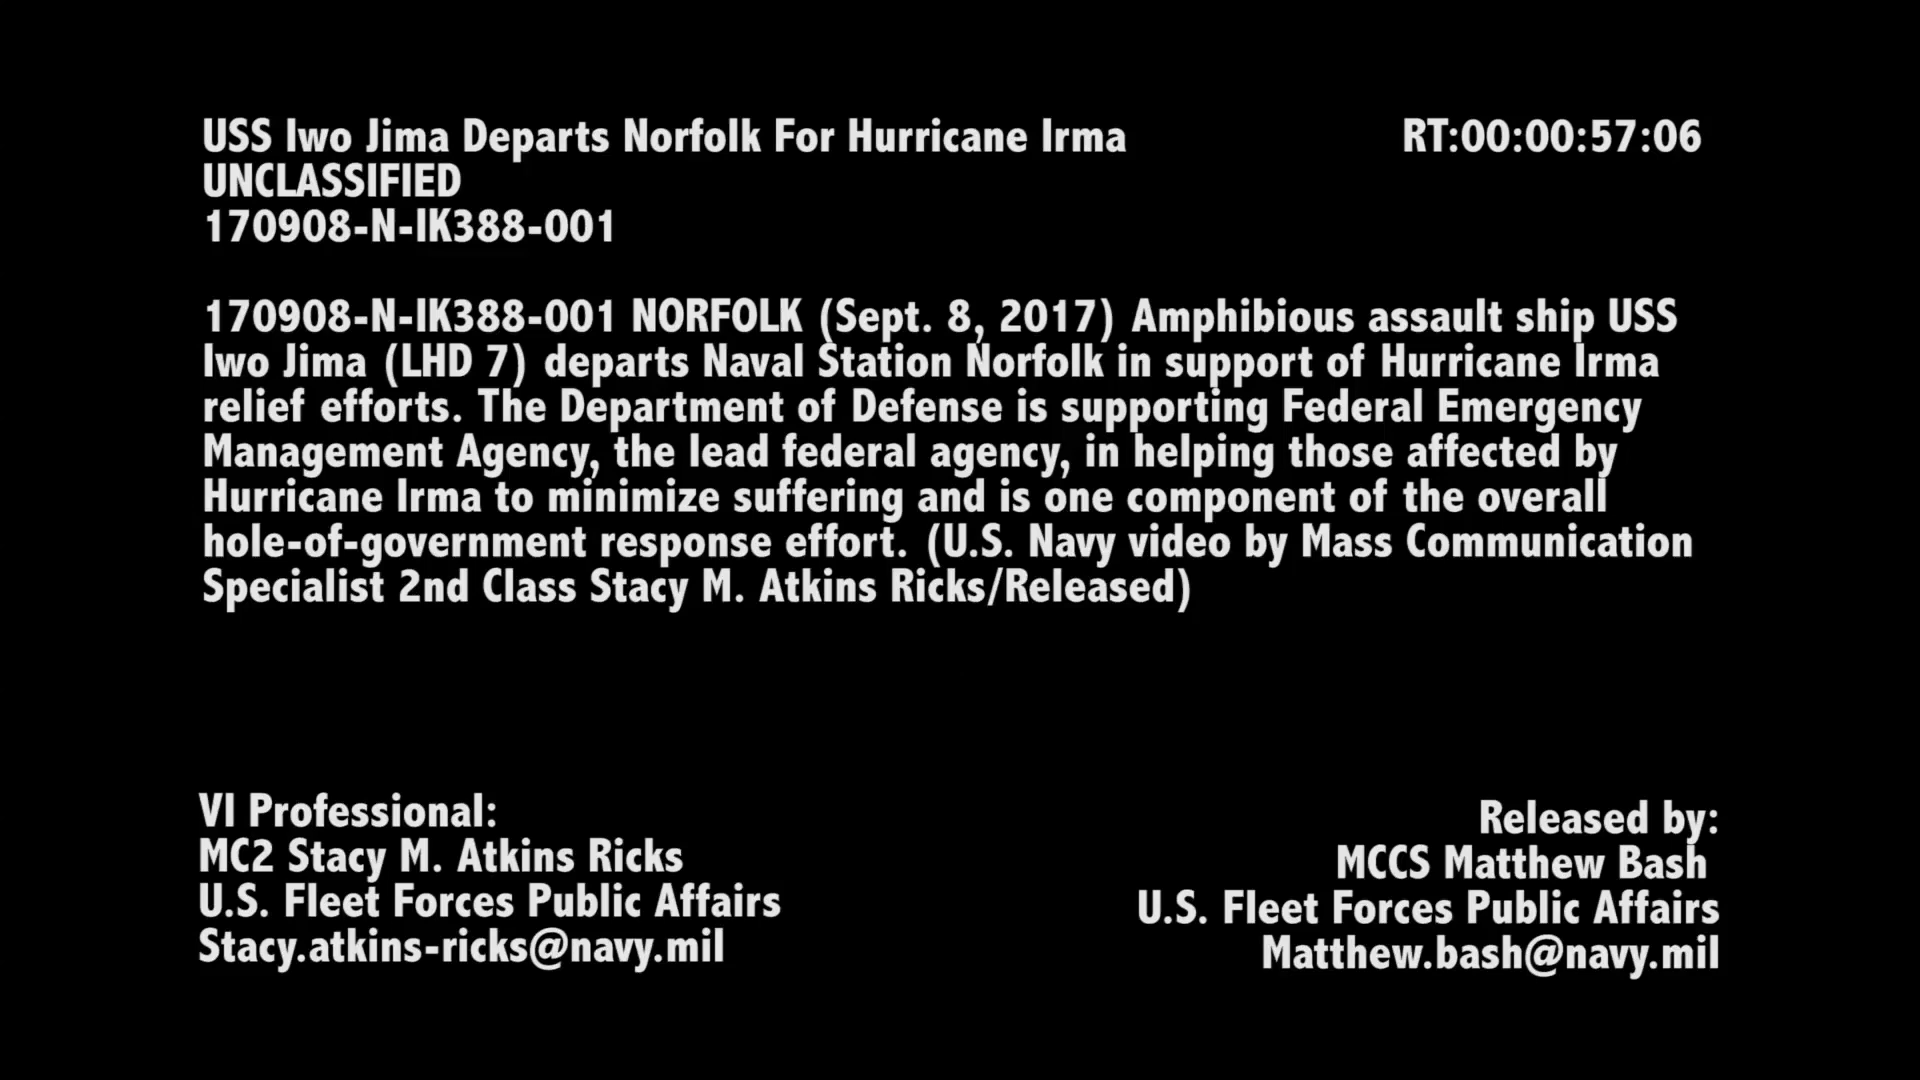 USS Iwo Jima Departs Norfolk For Hurricane Irma RT:00:00:57:06
UNCLASSIFIED
170908-N-IK388-001
170908-N-IK388-001 NORFOLK (Sept. 8, 2017) Amphibious assault ship USS
Iwo Jima (LHD 7) departs Naval Station Norfolk in support of Hurricane Irma
relief efforts. The Department of Defense is supporting Federal Emergency
Management Agency, the lead federal agency, in helping those affected by
Hurricane Irma to minimize suffering and is one component of the overall
hole-of-government response effort. (U.S. Navy video by Mass Communication
Specialist 2nd Class Stacy M. Atkins Ricks/Released)
VI Professional:
MC2 Stacy M. Atkins Ricks
U.S. Fleet Forces Public Affairs
Stacy.atkins-ricks@navy.mil
Released by:
MCCS Matthew Bash
U.S. Fleet Forces Public Affairs
Matthew.bash@navy.mil